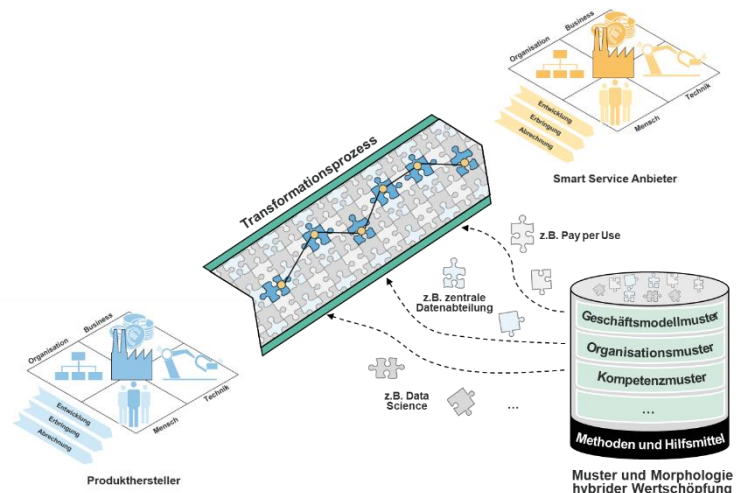 Business
Organisation
Technik
Mensch
Entwicklung
Erbringung
Abrechnung
Smart Service Anbieter
Transformationsprozess
z.B. Pay per Use
z.B. zentrale
Datenabteilung
z.B. Data
Science
...
Geschäftsmodellmuster
Organisationsmuster
Kompetenzmuster
...
Methoden und Hilfsmittel
Muster und Morphologie
hybrider Wertschöpfung
Business
Organisation
Technik
Mensch
Entwicklung
Erbringung
Abrechnung
Produkthersteller